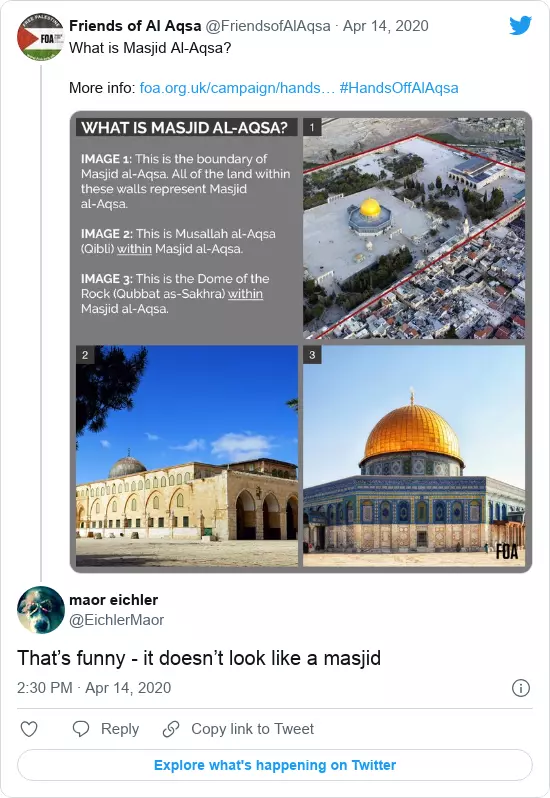 Friends of Al Aqsa @FriendsofAlAqsa · Apr 14, 2020
What is Masjid Al-Aqsa?
More info: foa.org.uk/campaign/hands… #HandsOffAlAqsa
WHAT IS MASJID AL-AQSA?
IMAGE 1: This is the boundary of
Masjid al-Aqsa. All of the land within
these walls represent Masjid
al-Aqsa.
IMAGE 2: This is Musallah al-Aqsa
(Qibli) within Masjid al-Aqsa.
IMAGE 3: This is the Dome of the
Rock (Qubbat as-Sakhra) within
Masjid al-Aqsa.
1
2
3
FOA
maor eichler
@EichlerMaor
That’s funny - it doesn’t look like a masjid
2:30 PM · Apr 14, 2020
Reply
Copy link to Tweet
Explore what's happening on Twitter
FREE PALESTINE
FOA